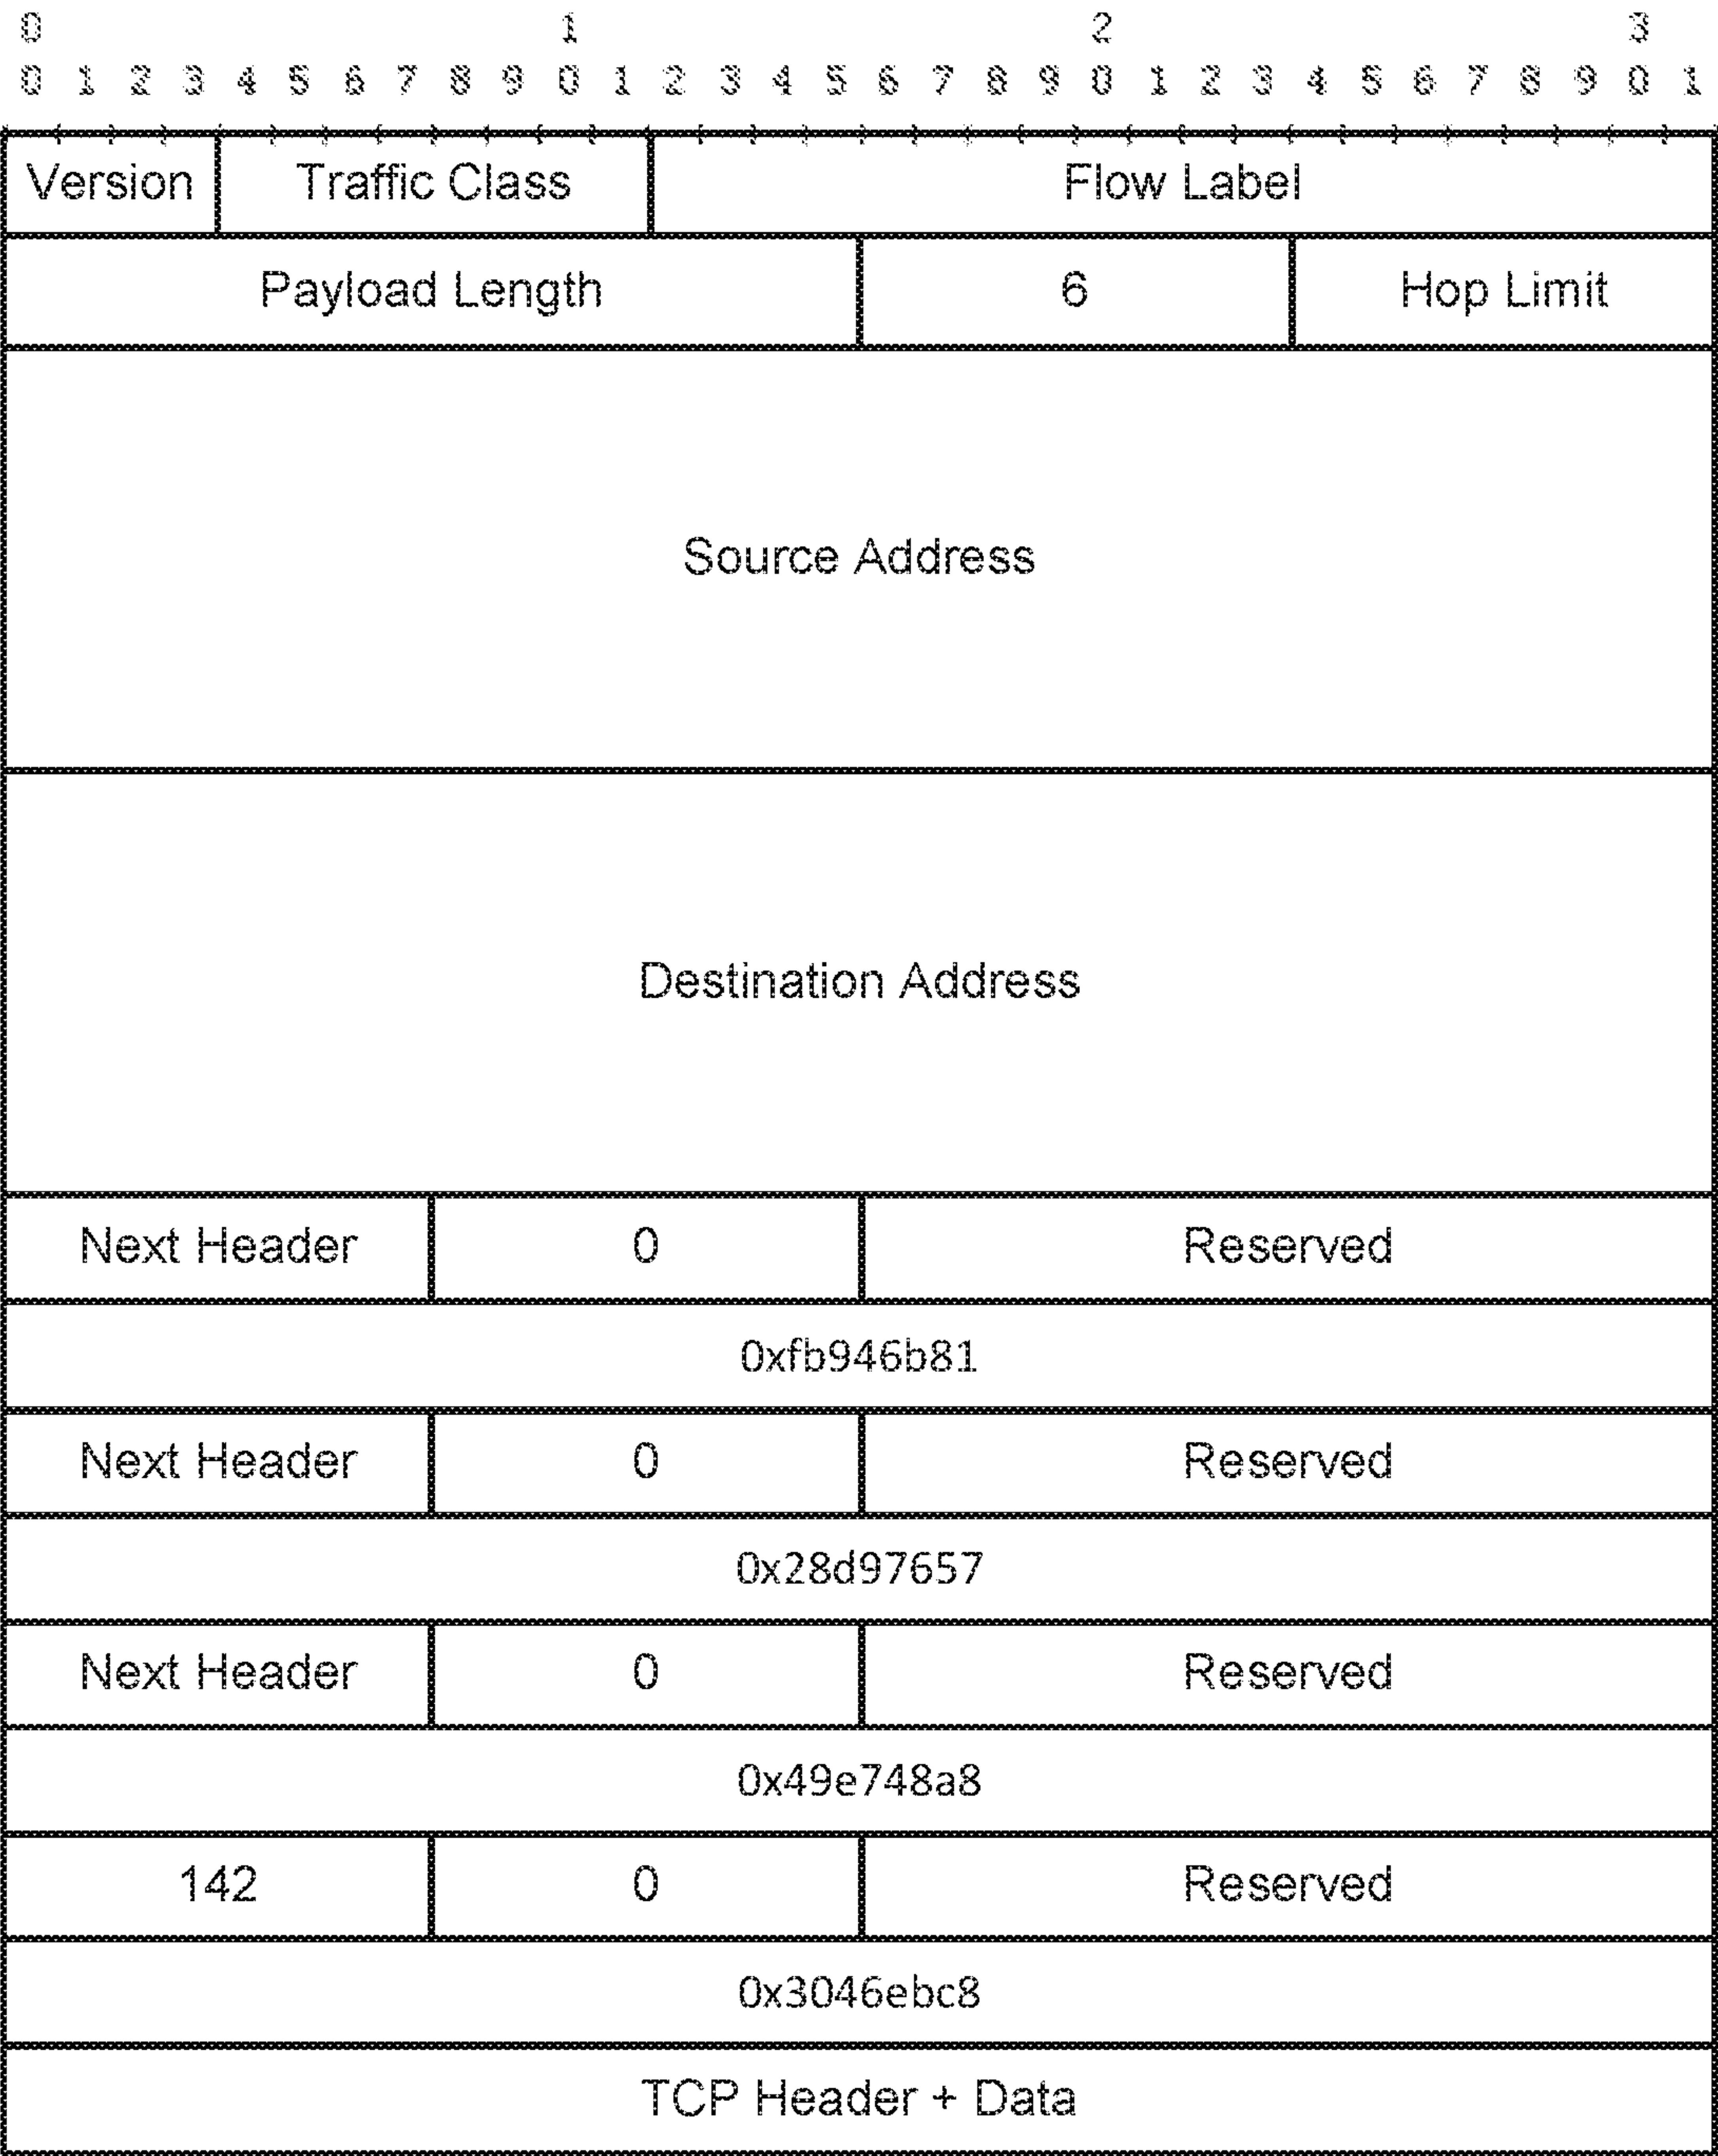 0 1 2 3
0 1 2 3 4 5 6 7 8 9 0 1 2 3 4 5 6 7 8 9 0 1 2 3 4 5 6 7 8 9 0 1
Version Traffic Class Flow Label
Payload Length 6 Hop Limit
Source Address
Destination Address
Next Header 0 Reserved
0xfb946b81
Next Header 0 Reserved
0x28d97657
Next Header 0 Reserved
0x49e748a8
142 0 Reserved
0x3046ebc8
TCP Header + Data